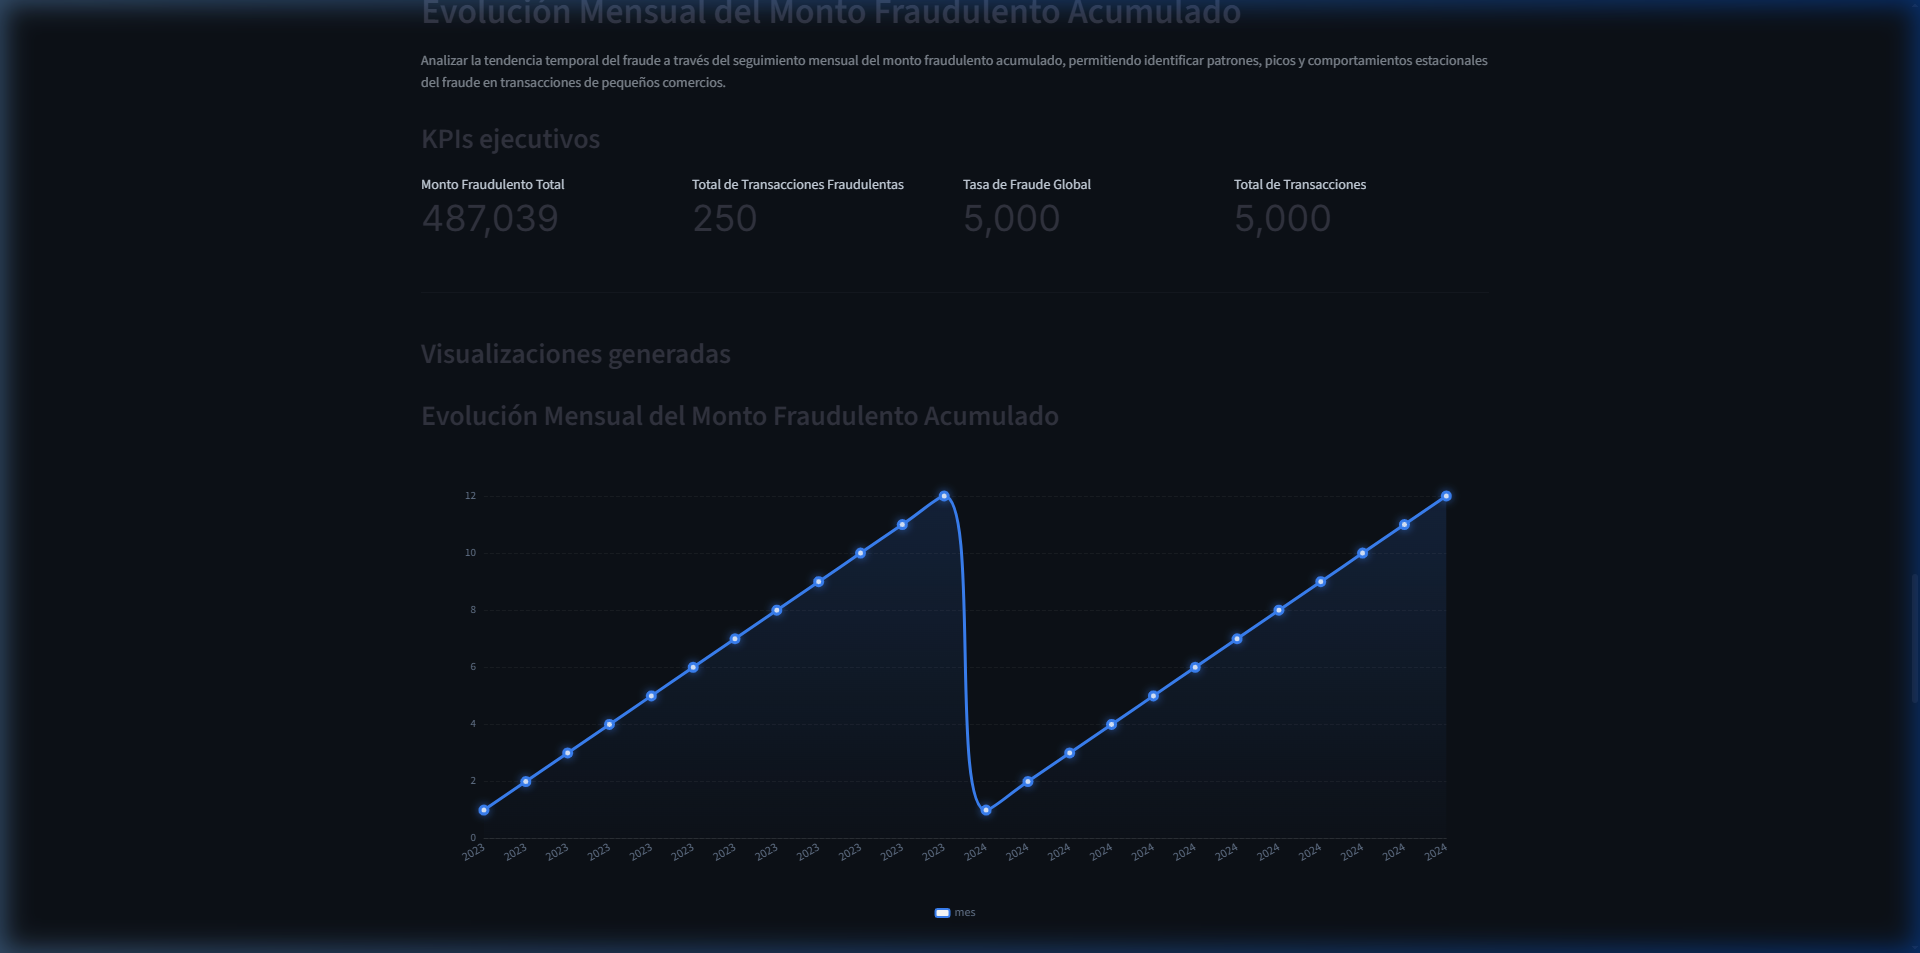 Evolución Mensual del Monto Fraudulento Acumulado
Analizar la tendencia temporal del fraude a través del seguimiento mensual del monto fraudulento acumulado, permitiendo identificar patrones, picos y comportamientos estacionales
del fraude en transacciones de pequeños comercios.
KPIs ejecutivos
Monto Fraudulento Total
487,039
Total de Transacciones Fraudulentas
250
Tasa de Fraude Global
5,000
Total de Transacciones
5,000
Visualizaciones generadas
Evolución Mensual del Monto Fraudulento Acumulado
12
10
8
6
4
2
0
2023 2023 2023 2023 2023 2023 2023 2023 2023 2023 2023 2023 2024 2024 2024 2024 2024 2024 2024 2024 2024 2024 2024 2024
mes